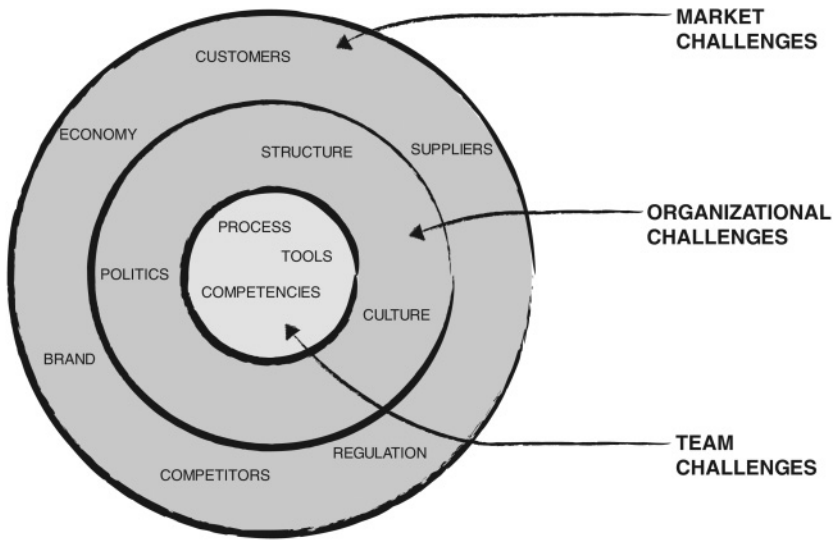 MARKET
CHALLENGES
CUSTOMERS
ECONOMY
SUPPLIERS
STRUCTURE
ORGANIZATIONAL
CHALLENGES
PROCESS
TOOLS
POLITICS
COMPETENCIES
CULTURE
BRAND
TEAM
CHALLENGES
REGULATION
COMPETITORS